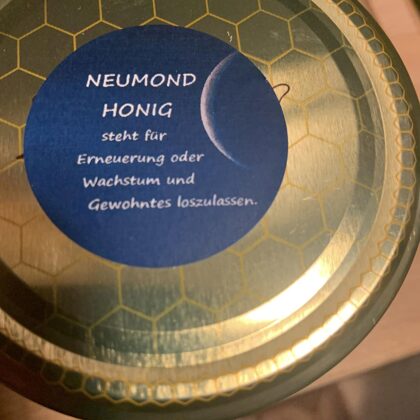 NEUMOND
HONIG
steht für
Erneuerung oder
Wachstum und
Gewohntes loszulassen.